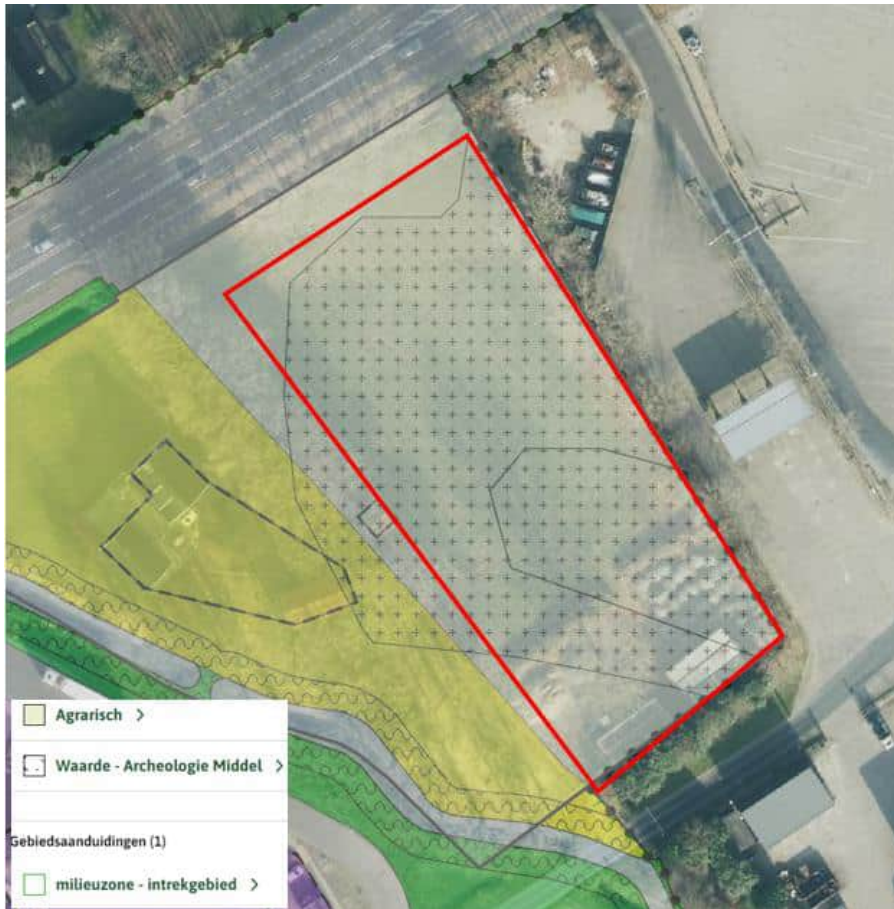 Agrarisch >
Waarde - Archeologie Middel >
Gebiedsaanduidingen (1)
milieuzone - intrekgebied >